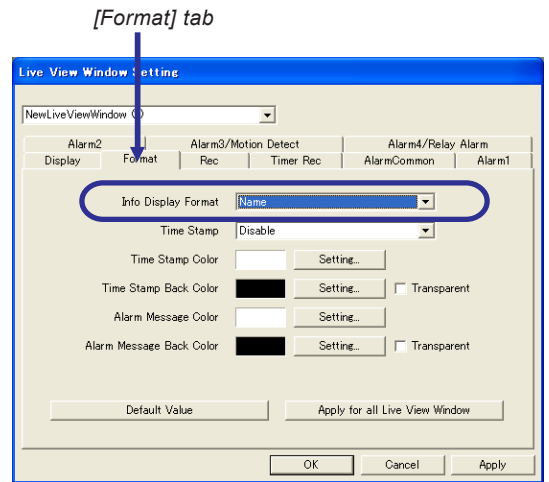 [Format] tab
Live View Window Setting
NewLiveViewWindow
Alarm2 Alarm3/Motion Detect Alarm4/Relay Alarm
Display Format Rec Timer Rec AlarmCommon Alarm1
Info Display Format Name
Time Stamp Disable
Time Stamp Color Setting...
Time Stamp Back Color Setting... Transparent
Alarm Message Color Setting...
Alarm Message Back Color Setting... Transparent
Default Value Apply for all Live View Window
OK Cancel Apply